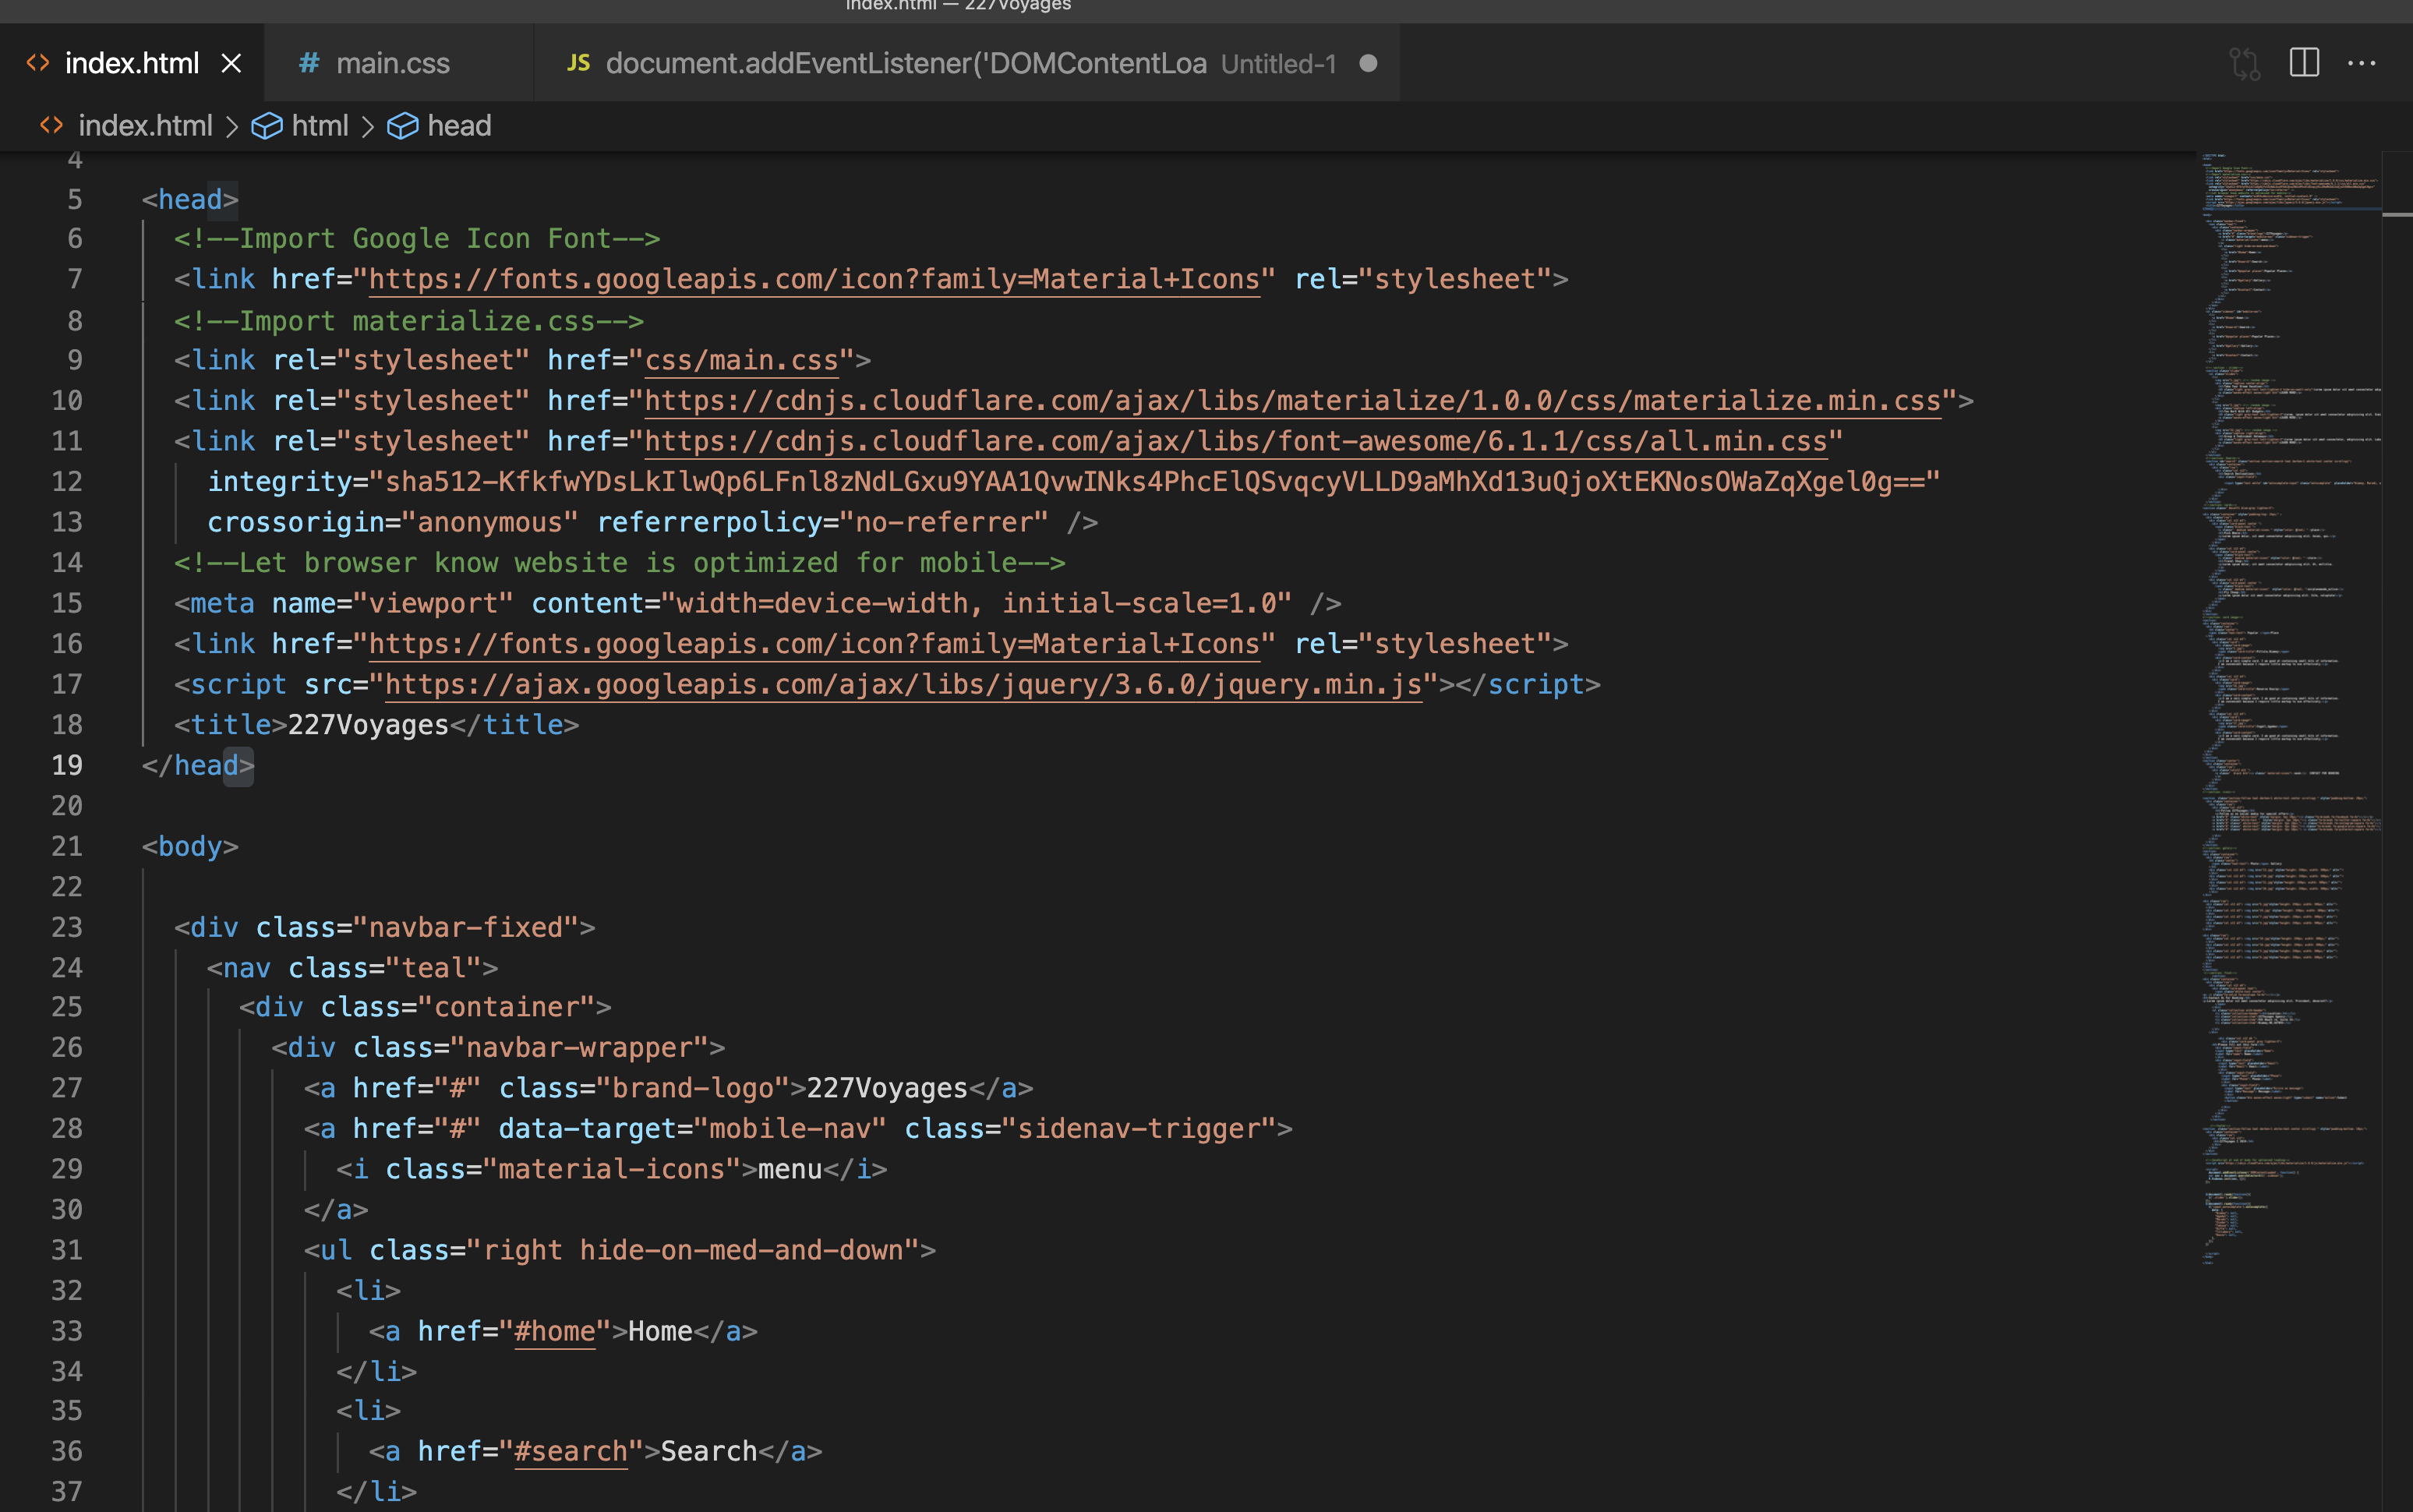 index.html — 227Voyages
<> index.html × # main.css JS document.addEventListener('DOMContentLoa Untitled-1
<> index.html > html > head
4
5 <head>
6 <!--Import Google Icon Font-->
7 <link href="https://fonts.googleapis.com/icon?family=Material+Icons" rel="stylesheet">
8 <!--Import materialize.css-->
9 <link rel="stylesheet" href="css/main.css">
10 <link rel="stylesheet" href="https://cdnjs.cloudflare.com/ajax/libs/materialize/1.0.0/css/materialize.min.css">
11 <link rel="stylesheet" href="https://cdnjs.cloudflare.com/ajax/libs/font-awesome/6.1.1/css/all.min.css"
12 integrity="sha512-KfkfwYDsLkIlwQp6LFnl8zNdLGxu9YAA1QvwINks4PhcElQSvqcyVLLD9aMhXd13uQjoXtEKNosOWaZqXgel0g=="
13 crossorigin="anonymous" referrerpolicy="no-referrer" />
14 <!--Let browser know website is optimized for mobile-->
15 <meta name="viewport" content="width=device-width, initial-scale=1.0" />
16 <link href="https://fonts.googleapis.com/icon?family=Material+Icons" rel="stylesheet">
17 <script src="https://ajax.googleapis.com/ajax/libs/jquery/3.6.0/jquery.min.js"></script>
18 <title>227Voyages</title>
19 </head>
20
21 <body>
22
23 <div class="navbar-fixed">
24 <nav class="teal">
25 <div class="container">
26 <div class="navbar-wrapper">
27 <a href="#" class="brand-logo">227Voyages</a>
28 <a href="#" data-target="mobile-nav" class="sidenav-trigger">
29 <i class="material-icons">menu</i>
30 </a>
31 <ul class="right hide-on-med-and-down">
32 <li>
33 <a href="#home">Home</a>
34 </li>
35 <li>
36 <a href="#search">Search</a>
37 </li>